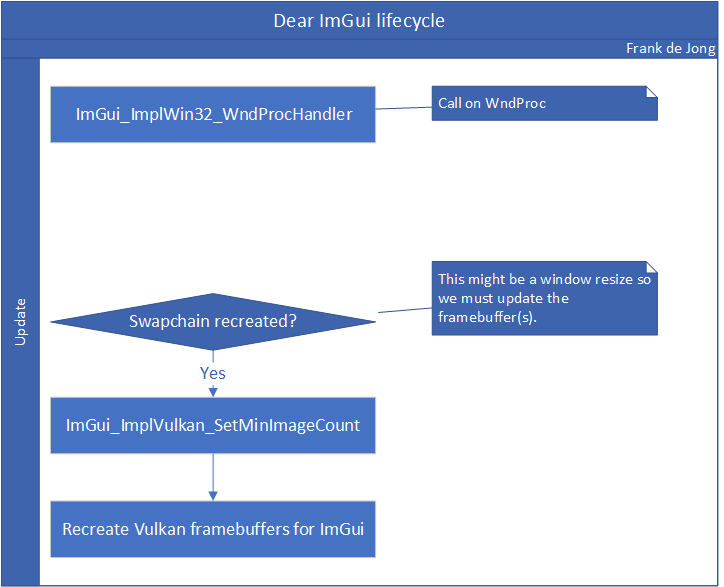 Dear ImGui lifecycle
Frank de Jong
Update
ImGui_ImplWin32_WndProcHandler
Call on WndProc
This might be a window resize so
we must update the
framebuffer(s).
Swapchain recreated?
Yes
ImGui_ImplVulkan_SetMinImageCount
Recreate Vulkan framebuffers for ImGui